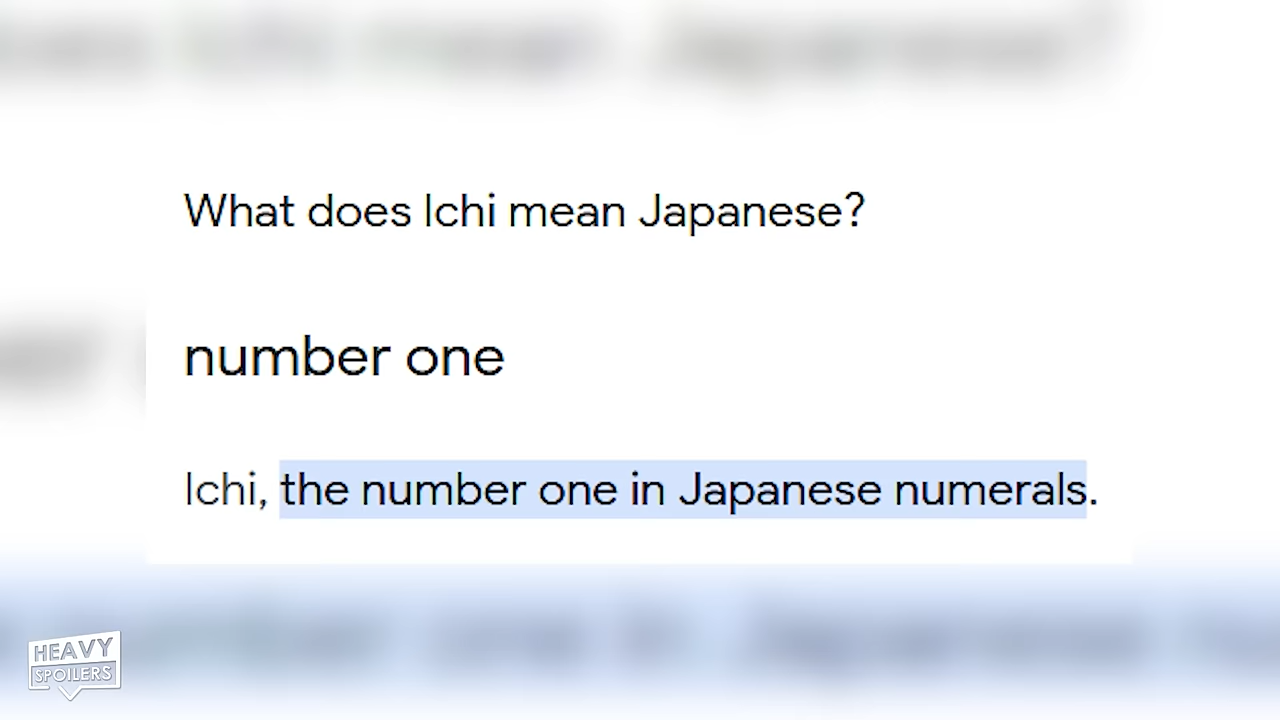 What does Ichi mean Japanese?
number one
Ichi, the number one in Japanese numerals.
HEAVY
SPOILERS